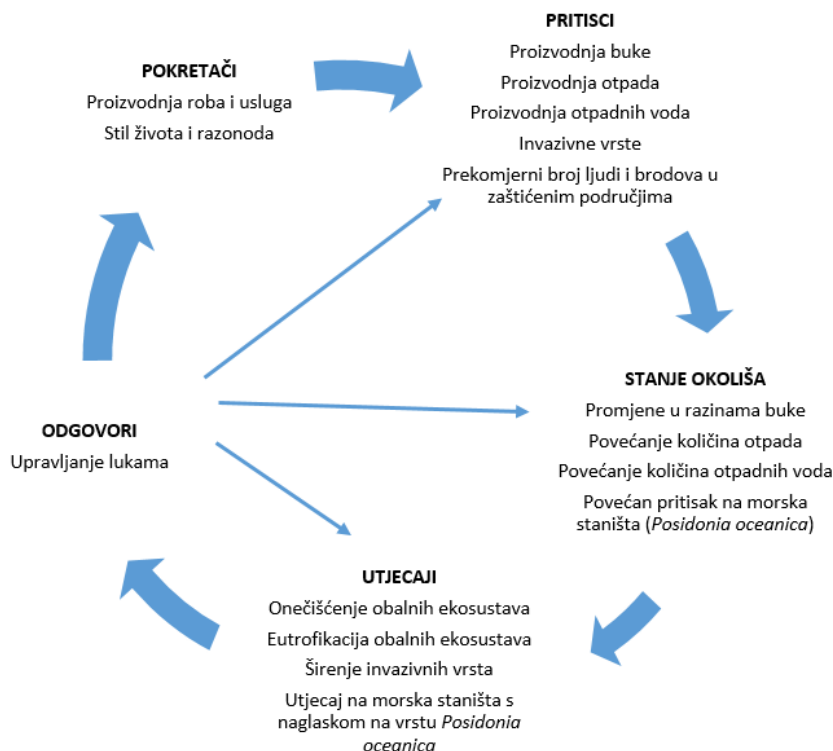 PRITISCI
Proizvodnja buke
Proizvodnja otpada
Proizvodnja otpadnih voda
Invazivne vrste
Prekomjerni broj ljudi i brodova u
zaštićenim područjima
POKRETAČI
Proizvodnja roba i usluga
Stil života i razonoda
STANJE OKOLIŠA
Promjene u razinama buke
Povećanje količina otpada
Povećanje količina otpadnih voda
Povećan pritisak na morska
staništa (Posidonia oceanica)
ODGOVORI
Upravljanje lukama
UTJECAJI
Onečišćenje obalnih ekosustava
Eutrofikacija obalnih ekosustava
Širenje invazivnih vrsta
Utjecaj na morska staništa s
naglaskom na vrstu Posidonia
oceanica